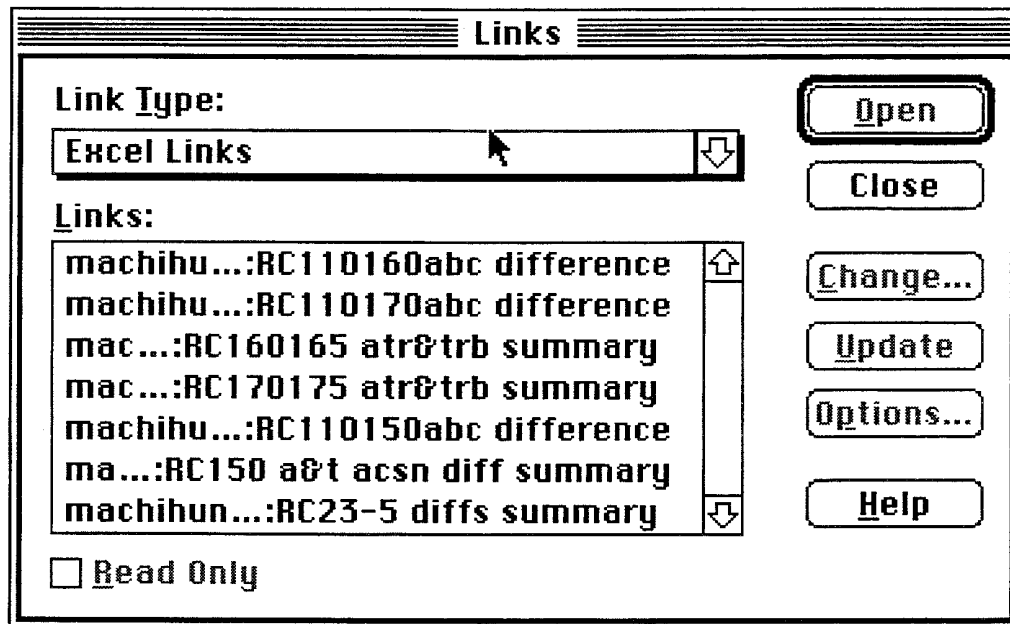 Links
Link Type:
Excel Links
Links:
machihu...:RC110160abc difference
machihu...:RC110170abc difference
mac...:RC160165 atr&trb summary
mac...:RC170175 atr&trb summary
machihu...:RC110150abc difference
ma...:RC150 a&t acsn diff summary
machihun...:RC23-5 diffs summary
Read Only
Open
Close
Change...
Update
Options...
Help